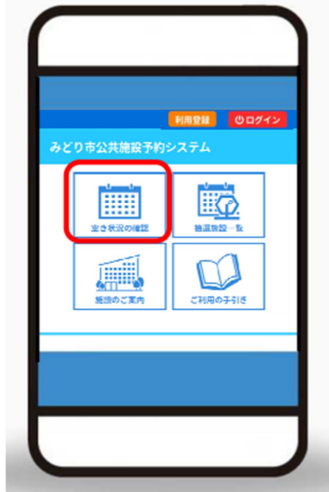 利用登録 ログイン
みどり市公共施設予約システム
空き状況の確認 抽選施設一覧
施設のご案内 ご利用の手引き